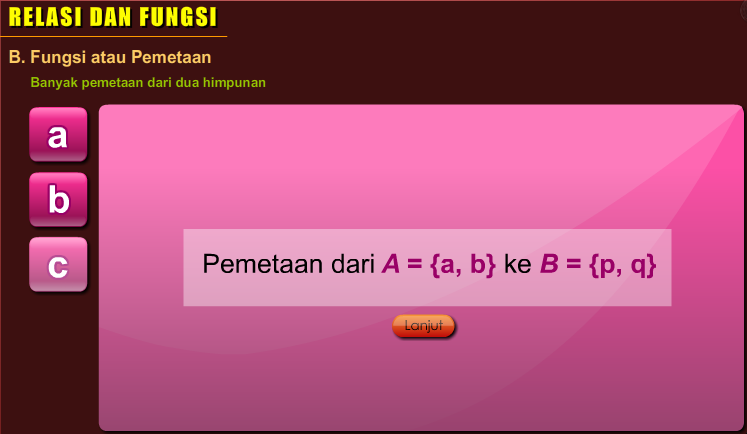 RELASI DAN FUNGSI
B. Fungsi atau Pemetaan
Banyak pemetaan dari dua himpunan
a
b
c
Pemetaan dari A = {a, b} ke B = {p, q}
Lanjut